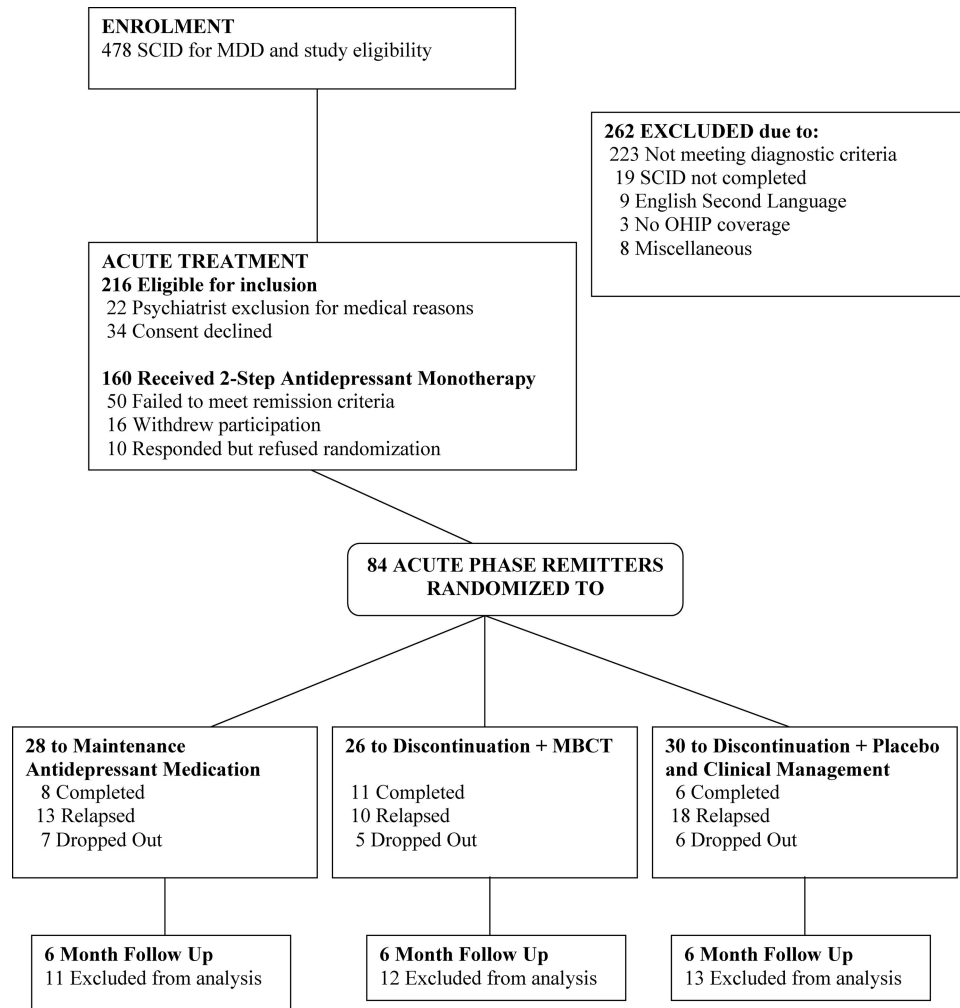 ENROLMENT
478 SCID for MDD and study eligibility
262 EXCLUDED due to:
223 Not meeting diagnostic criteria
19 SCID not completed
9 English Second Language
3 No OHIP coverage
8 Miscellaneous
ACUTE TREATMENT
216 Eligible for inclusion
22 Psychiatrist exclusion for medical reasons
34 Consent declined
160 Received 2-Step Antidepressant Monotherapy
50 Failed to meet remission criteria
16 Withdrew participation
10 Responded but refused randomization
84 ACUTE PHASE REMITTERS
RANDOMIZED TO
28 to Maintenance
Antidepressant Medication
8 Completed
13 Relapsed
7 Dropped Out
26 to Discontinuation + MBCT
11 Completed
10 Relapsed
5 Dropped Out
30 to Discontinuation + Placebo
and Clinical Management
6 Completed
18 Relapsed
6 Dropped Out
6 Month Follow Up
11 Excluded from analysis
6 Month Follow Up
12 Excluded from analysis
6 Month Follow Up
13 Excluded from analysis